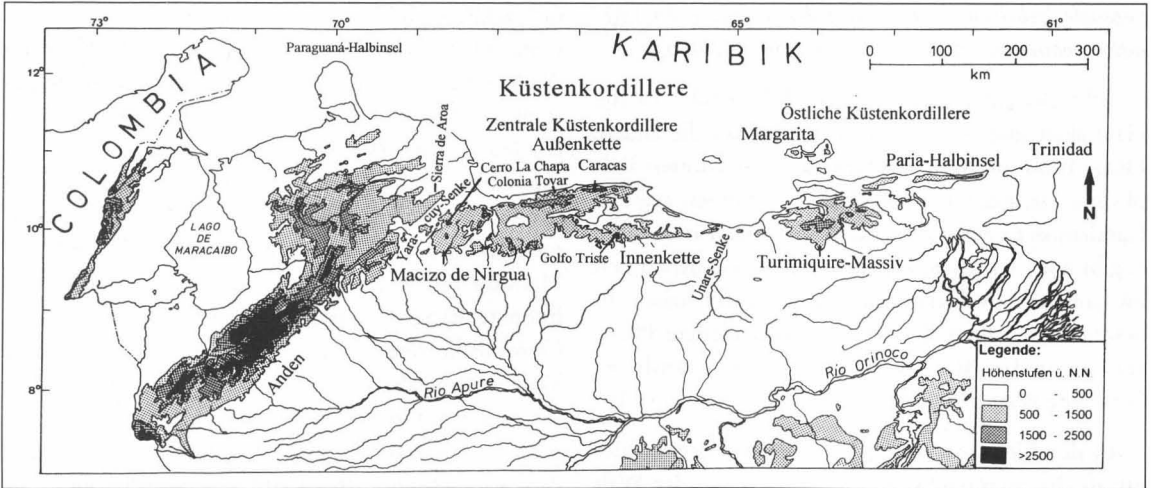 73° 70° 65° 61°
Paraguaná-Halbinsel
KARIBIK
0 100 200 300
km
12°
COLOMBIA
Küstenkordillere
Östliche Küstenkordillere
Zentrale Küstenkordillere
Außenkette
Margarita
Paria-Halbinsel
Trinidad
Sierra de Aroa
Cerro La Chapa
Caracas
Colonia Tovar
Yaracuy-Senke
N
10°
LAGO
DE
MARACAIBO
Macizo de Nirgua
Golfo Triste
Innenkette
Unare-Senke
Turimiquire-Massiv
Anden
8°
Rio Apure
Rio Orinoco
Legende:
Höhenstufen ü. N.N.
0 - 500
500 - 1500
1500 - 2500
>2500